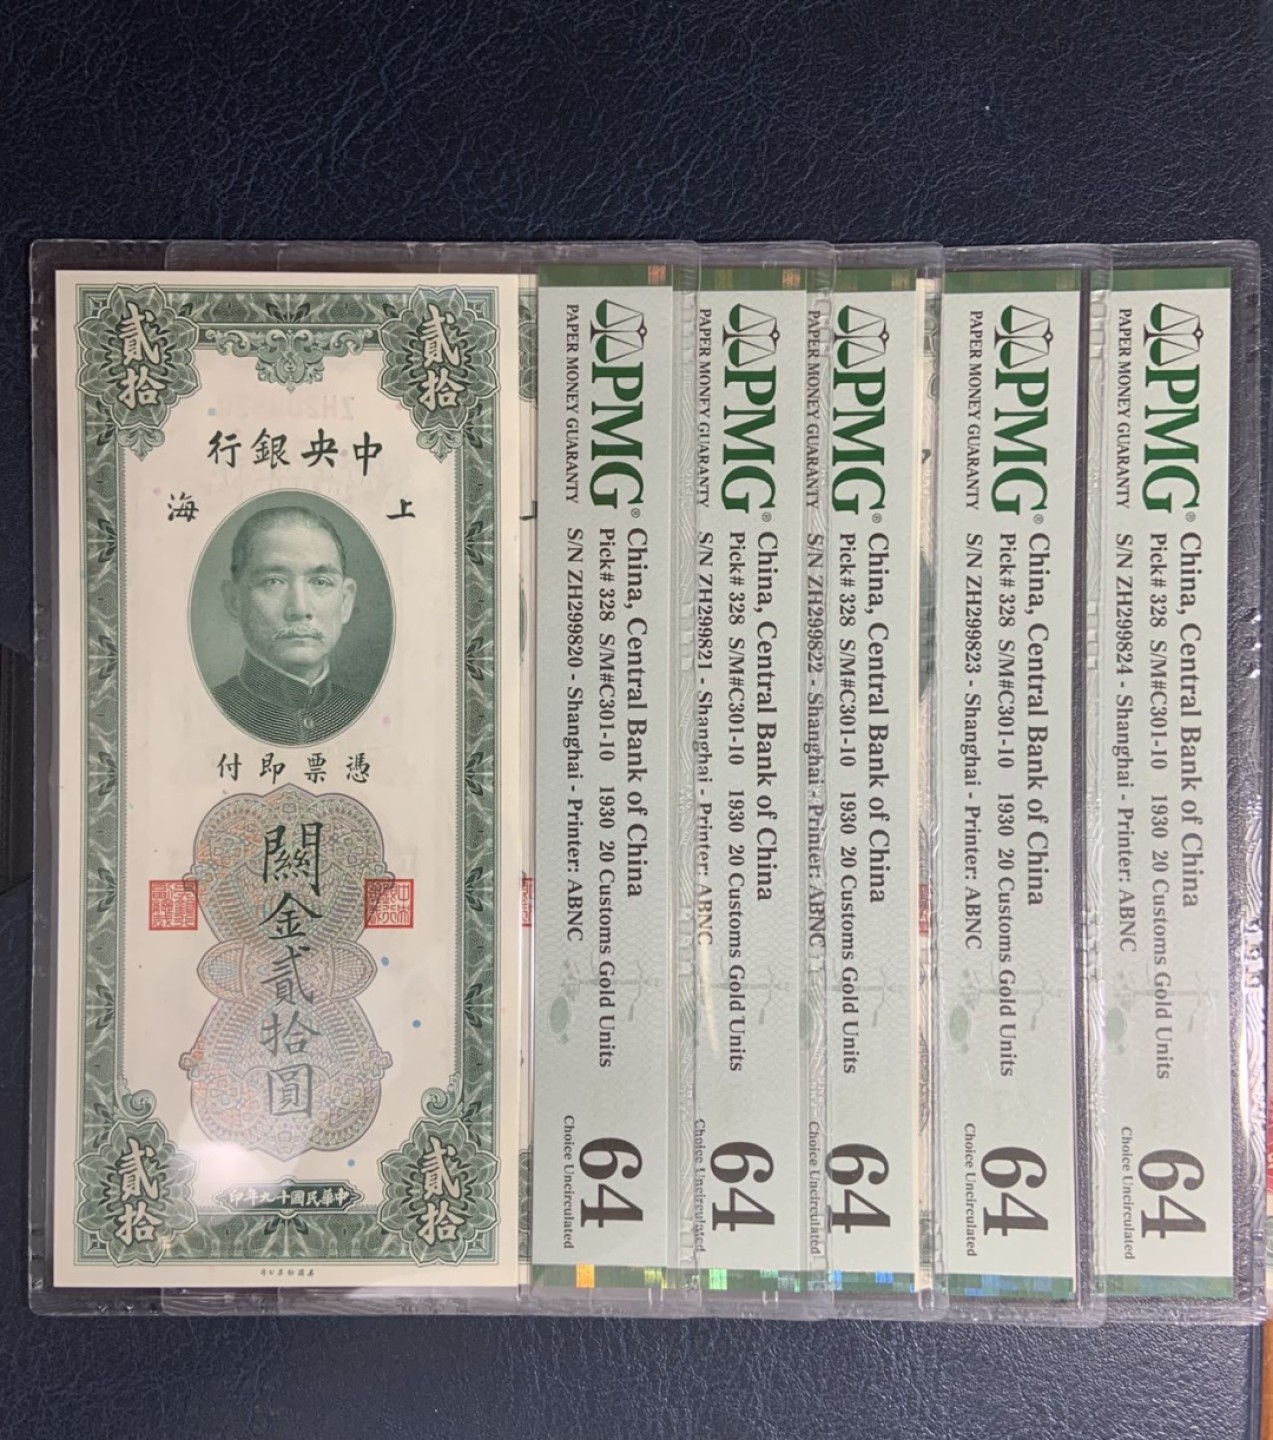 貳拾
貳拾
中央銀行
上
海
憑票即付
關金貳拾圓
貳拾
貳拾
中華民國十九年印
美國鈔票公司
PMG®
PAPER MONEY GUARANTY
China, Central Bank of China
Pick# 328 S/M#C301-10 1930 20 Customs Gold Units
S/N ZH299820 - Shanghai - Printer: ABNC
64
Choice Uncirculated
PMG®
PAPER MONEY GUARANTY
China, Central Bank of China
Pick# 328 S/M#C301-10 1930 20 Customs Gold Units
S/N ZH299821 - Shanghai - Printer: ABNC
64
Choice Uncirculated
PMG®
PAPER MONEY GUARANTY
China, Central Bank of China
Pick# 328 S/M#C301-10 1930 20 Customs Gold Units
S/N ZH299822 - Shanghai - Printer: ABNC
64
Choice Uncirculated
PMG®
PAPER MONEY GUARANTY
China, Central Bank of China
Pick# 328 S/M#C301-10 1930 20 Customs Gold Units
S/N ZH299823 - Shanghai - Printer: ABNC
64
Choice Uncirculated
PMG®
PAPER MONEY GUARANTY
China, Central Bank of China
Pick# 328 S/M#C301-10 1930 20 Customs Gold Units
S/N ZH299824 - Shanghai - Printer: ABNC
64
Choice Uncirculated